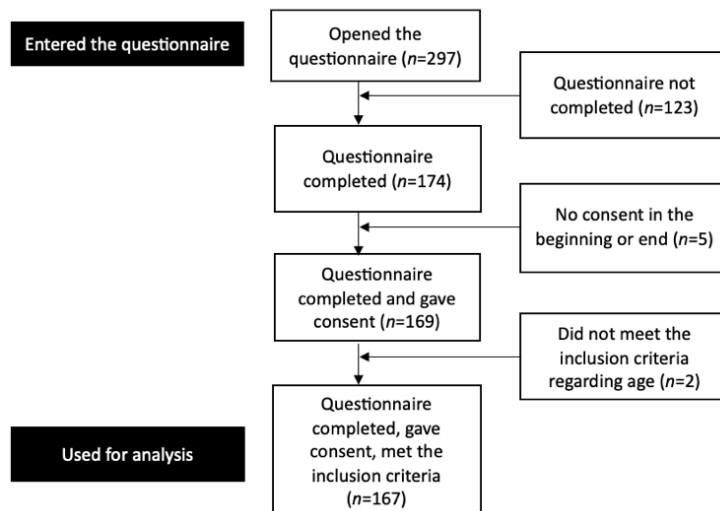 Entered the questionnaire
Opened the
questionnaire (n=297)
Questionnaire not
completed (n=123)
Questionnaire
completed (n=174)
No consent in the
beginning or end (n=5)
Questionnaire
completed and gave
consent (n=169)
Did not meet the
inclusion criteria
regarding age (n=2)
Used for analysis
Questionnaire
completed, gave
consent, met the
inclusion criteria
(n=167)